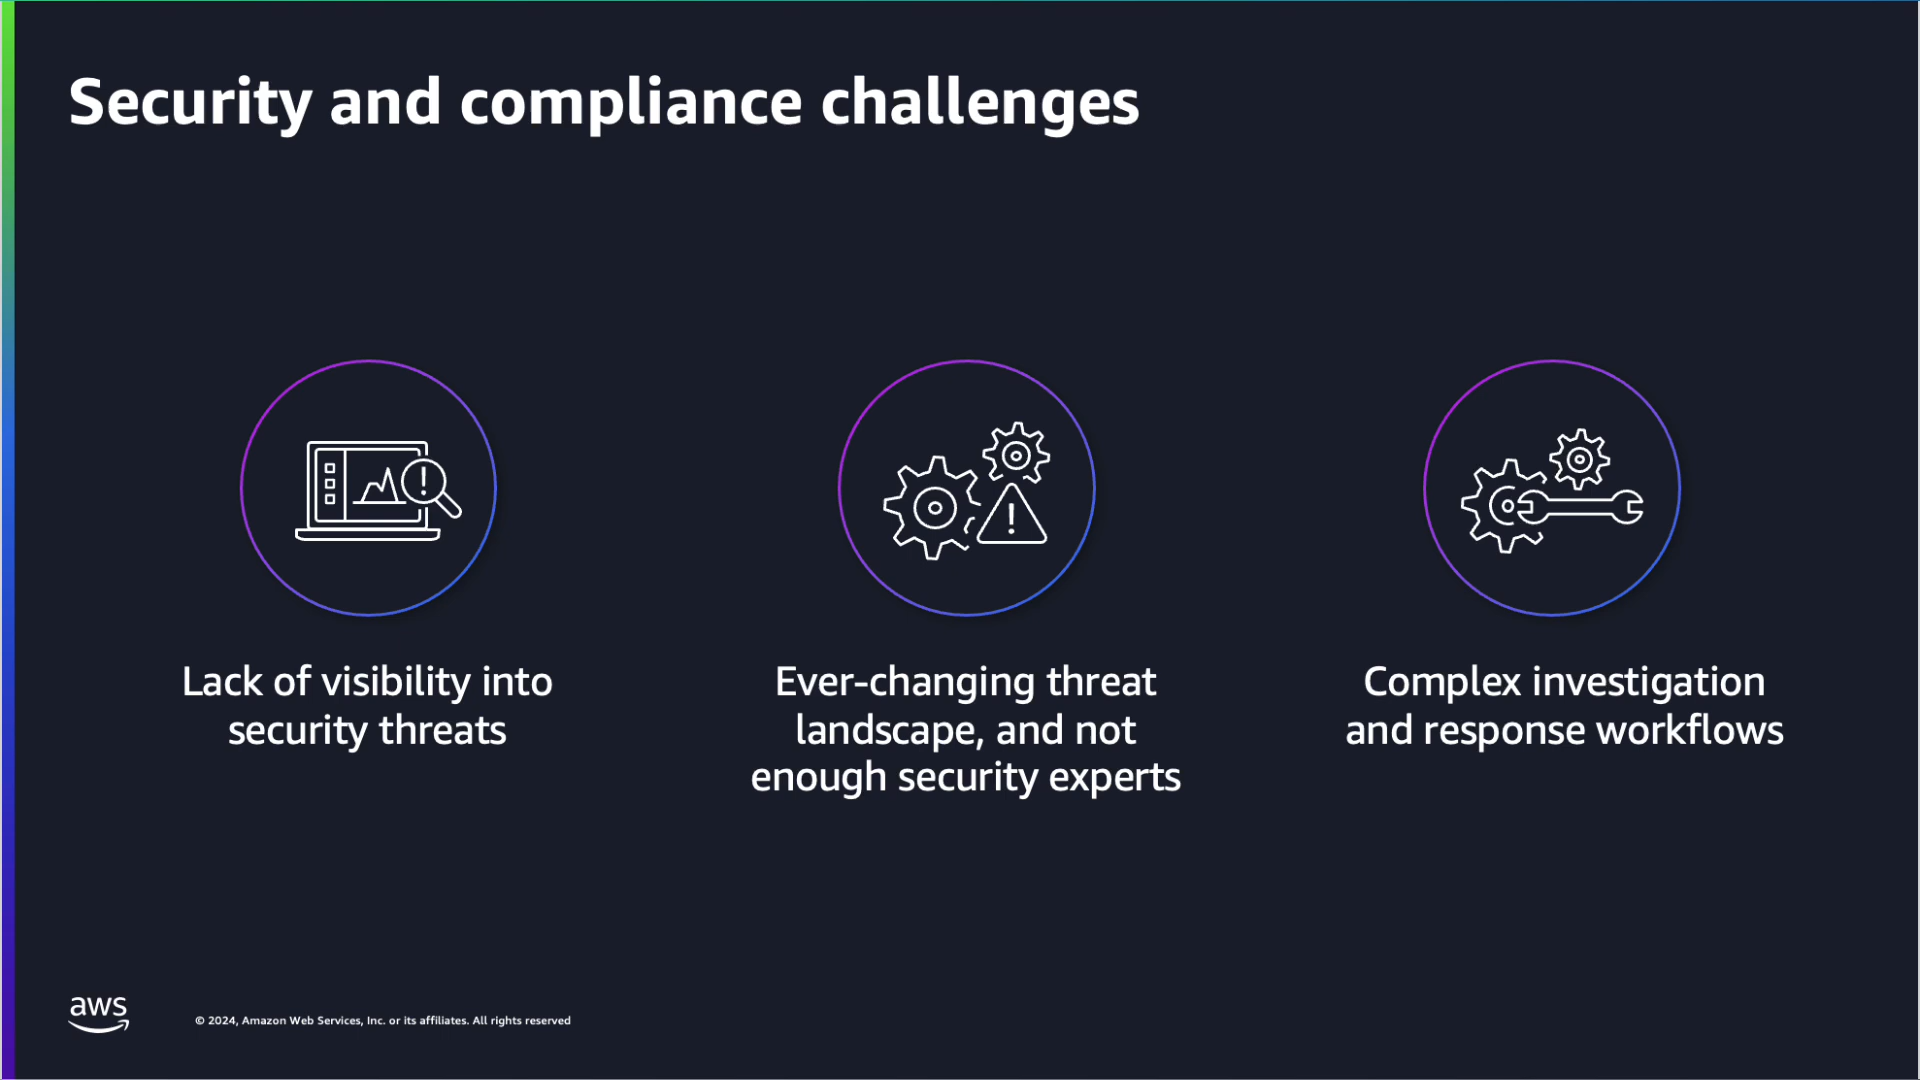 Security and compliance challenges
Lack of visibility into
security threats
Ever-changing threat
landscape, and not
enough security experts
Complex investigation
and response workflows
aws
© 2024, Amazon Web Services, Inc. or its affiliates. All rights reserved